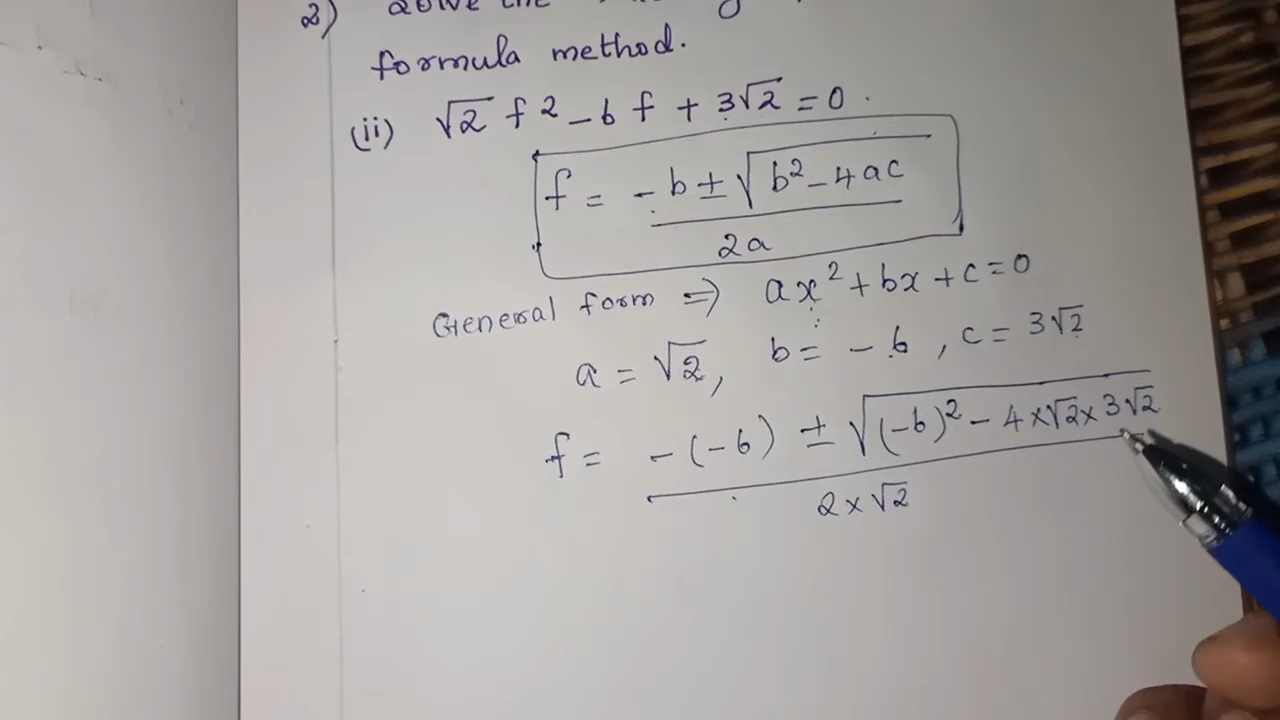 2)
formula method.
(ii) √2 f² - 6 f + 3√2 = 0.
f = -b ± √(b² - 4ac) / 2a
General form ⇒ ax² + bx + c = 0
a = √2, b = -6, c = 3√2
f = -(-6) ± √((-6)² - 4 × √2 × 3√2) / 2 × √2